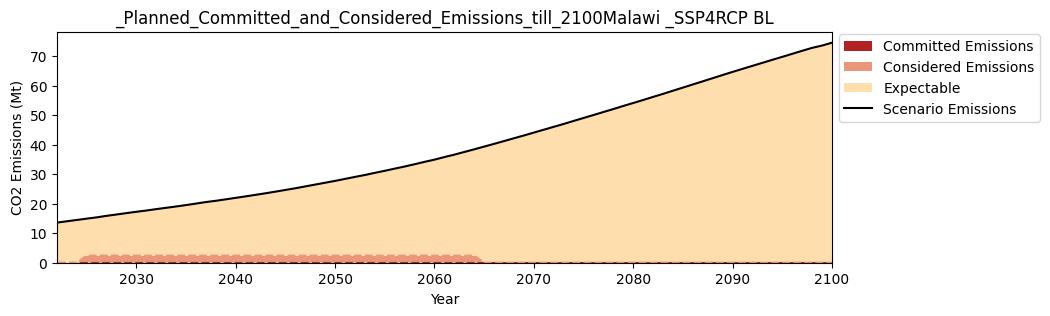 _Planned_Committed_and_Considered_Emissions_till_2100Malawi _SSP4RCP BL
CO2 Emissions (Mt)
70
60
50
40
30
20
10
0
2030 2040 2050 2060 2070 2080 2090 2100
Year
Committed Emissions
Considered Emissions
Expectable
Scenario Emissions